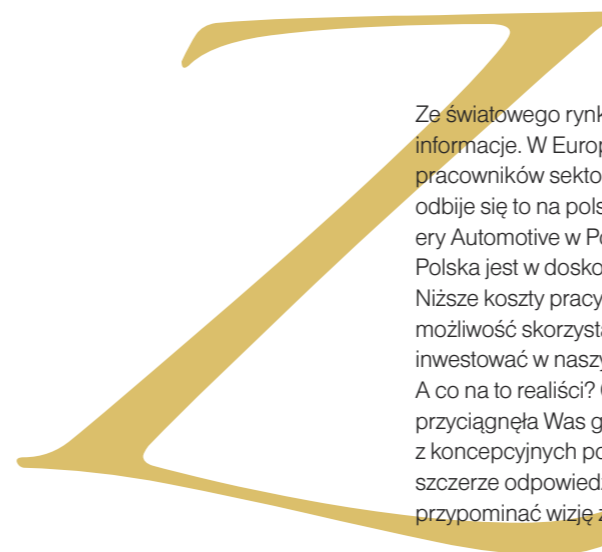 Z
Ze światowego rynk
informacje. W Europ
pracowników sekto
odbije się to na pols
ery Automotive w Po
Polska jest w dosko
Niższe koszty pracy
możliwość skorzysta
inwestować w naszy
A co na to realiści?
przyciągnęła Was g
z koncepcyjnych po
szczerze odpowiedz
przypominać wizję z